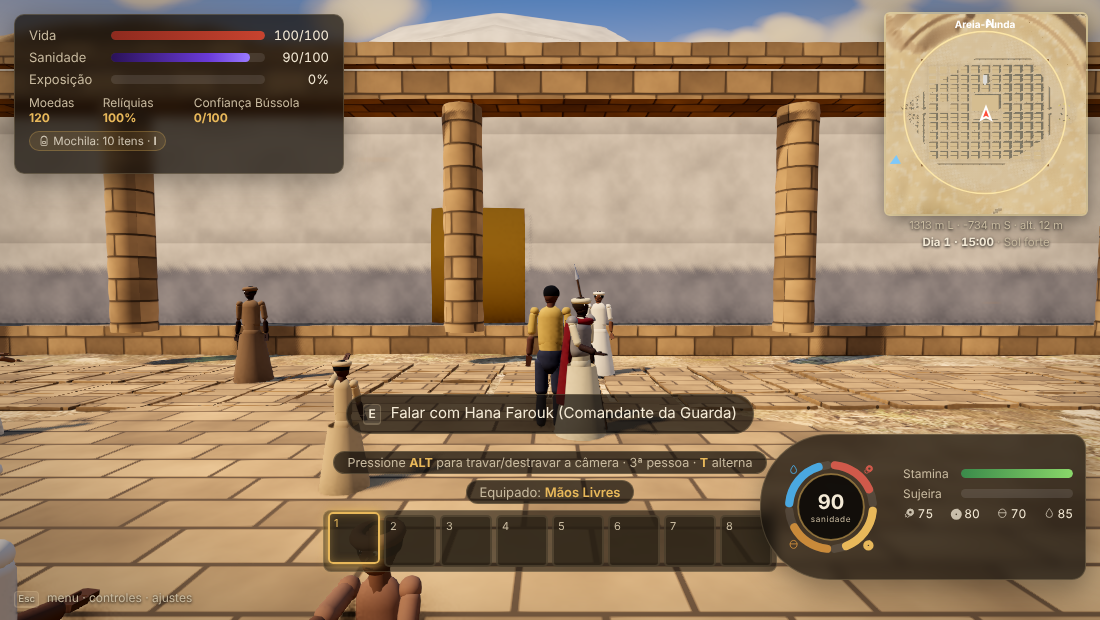 Vida 100/100
Sanidade 90/100
Exposição 0%
Moedas Relíquias Confiança Bússola
120 100% 0/100
Mochila: 10 itens · I
Areia-
1313 m L · -734 m S · alt. 12 m
Dia 1 · 15:00 · Sol forte
E Falar com Hana Farouk (Comandante da Guarda)
Pressione ALT para travar/destravar a câmera · 3ª pessoa · T alterna
Equipado: Mãos Livres
1 2 3 4 5 6 7 8
90
sanidade
Stamina
Sujeira
75 80 70 85
Esc menu · controles · ajustes